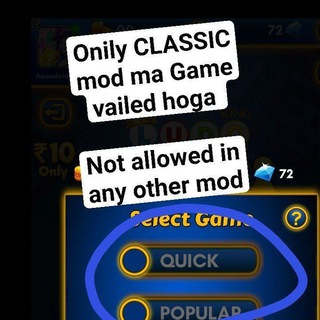 72
Onily CLASSIC
mod ma Game
vailed hoga
₹10
Only
Not allowed in
any other mod
72
Select Game
?
QUICK
POPULAR